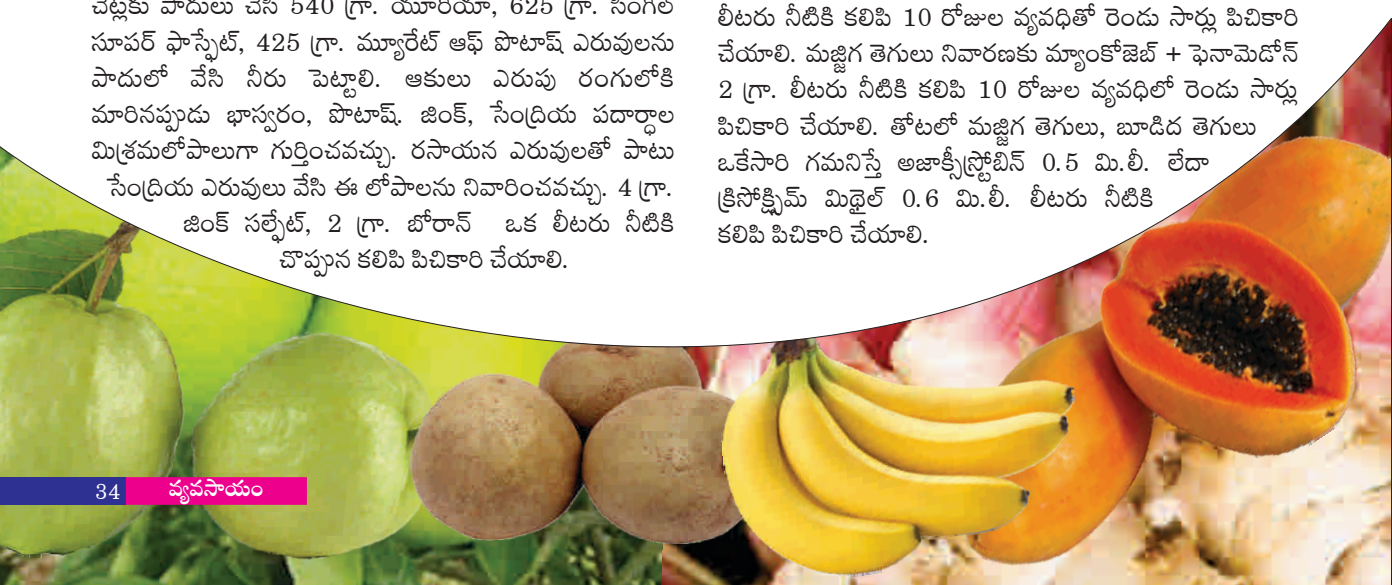 చెట్లకు పాదులు చేసి 540 గ్రా. యూరియా, 625 గ్రా. సింగిల్
సూపర్ ఫాస్ఫేట్, 425 గ్రా. మ్యూరేట్ ఆఫ్ పొటాష్ ఎరువులను
పాదులో వేసి నీరు పెట్టాలి. ఆకులు ఎరుపు రంగులోకి
మారినప్పుడు భాస్వరం, పొటాష్. జింక్, సేంద్రియ పదార్థాల
మిశ్రమలోపాలుగా గుర్తించవచ్చు. రసాయన ఎరువులతో పాటు
సేంద్రియ ఎరువులు వేసి ఈ లోపాలను నివారించవచ్చు. 4 గ్రా.
జింక్ సల్ఫేట్, 2 గ్రా. బోరాన్ ఒక లీటరు నీటికి
చొప్పున కలిపి పిచికారి చేయాలి.
లీటరు నీటికి కలిపి 10 రోజుల వ్యవధితో రెండు సార్లు పిచికారి
చేయాలి. మజ్జిగ తెగులు నివారణకు మ్యాంకోజెబ్ + ఫెనామెడోన్
2 గ్రా. లీటరు నీటికి కలిపి 10 రోజుల వ్యవధిలో రెండు సార్లు
పిచికారి చేయాలి. తోటలో మజ్జిగ తెగులు, బూడిద తెగులు
ఒకేసారి గమనిస్తే అజాక్సీస్ట్రోబిన్ 0.5 మి.లీ. లేదా
క్రిసోక్షిమ్ మిథైల్ 0.6 మి.లీ. లీటరు నీటికి
కలిపి పిచికారి చేయాలి.
34 వ్యవసాయం